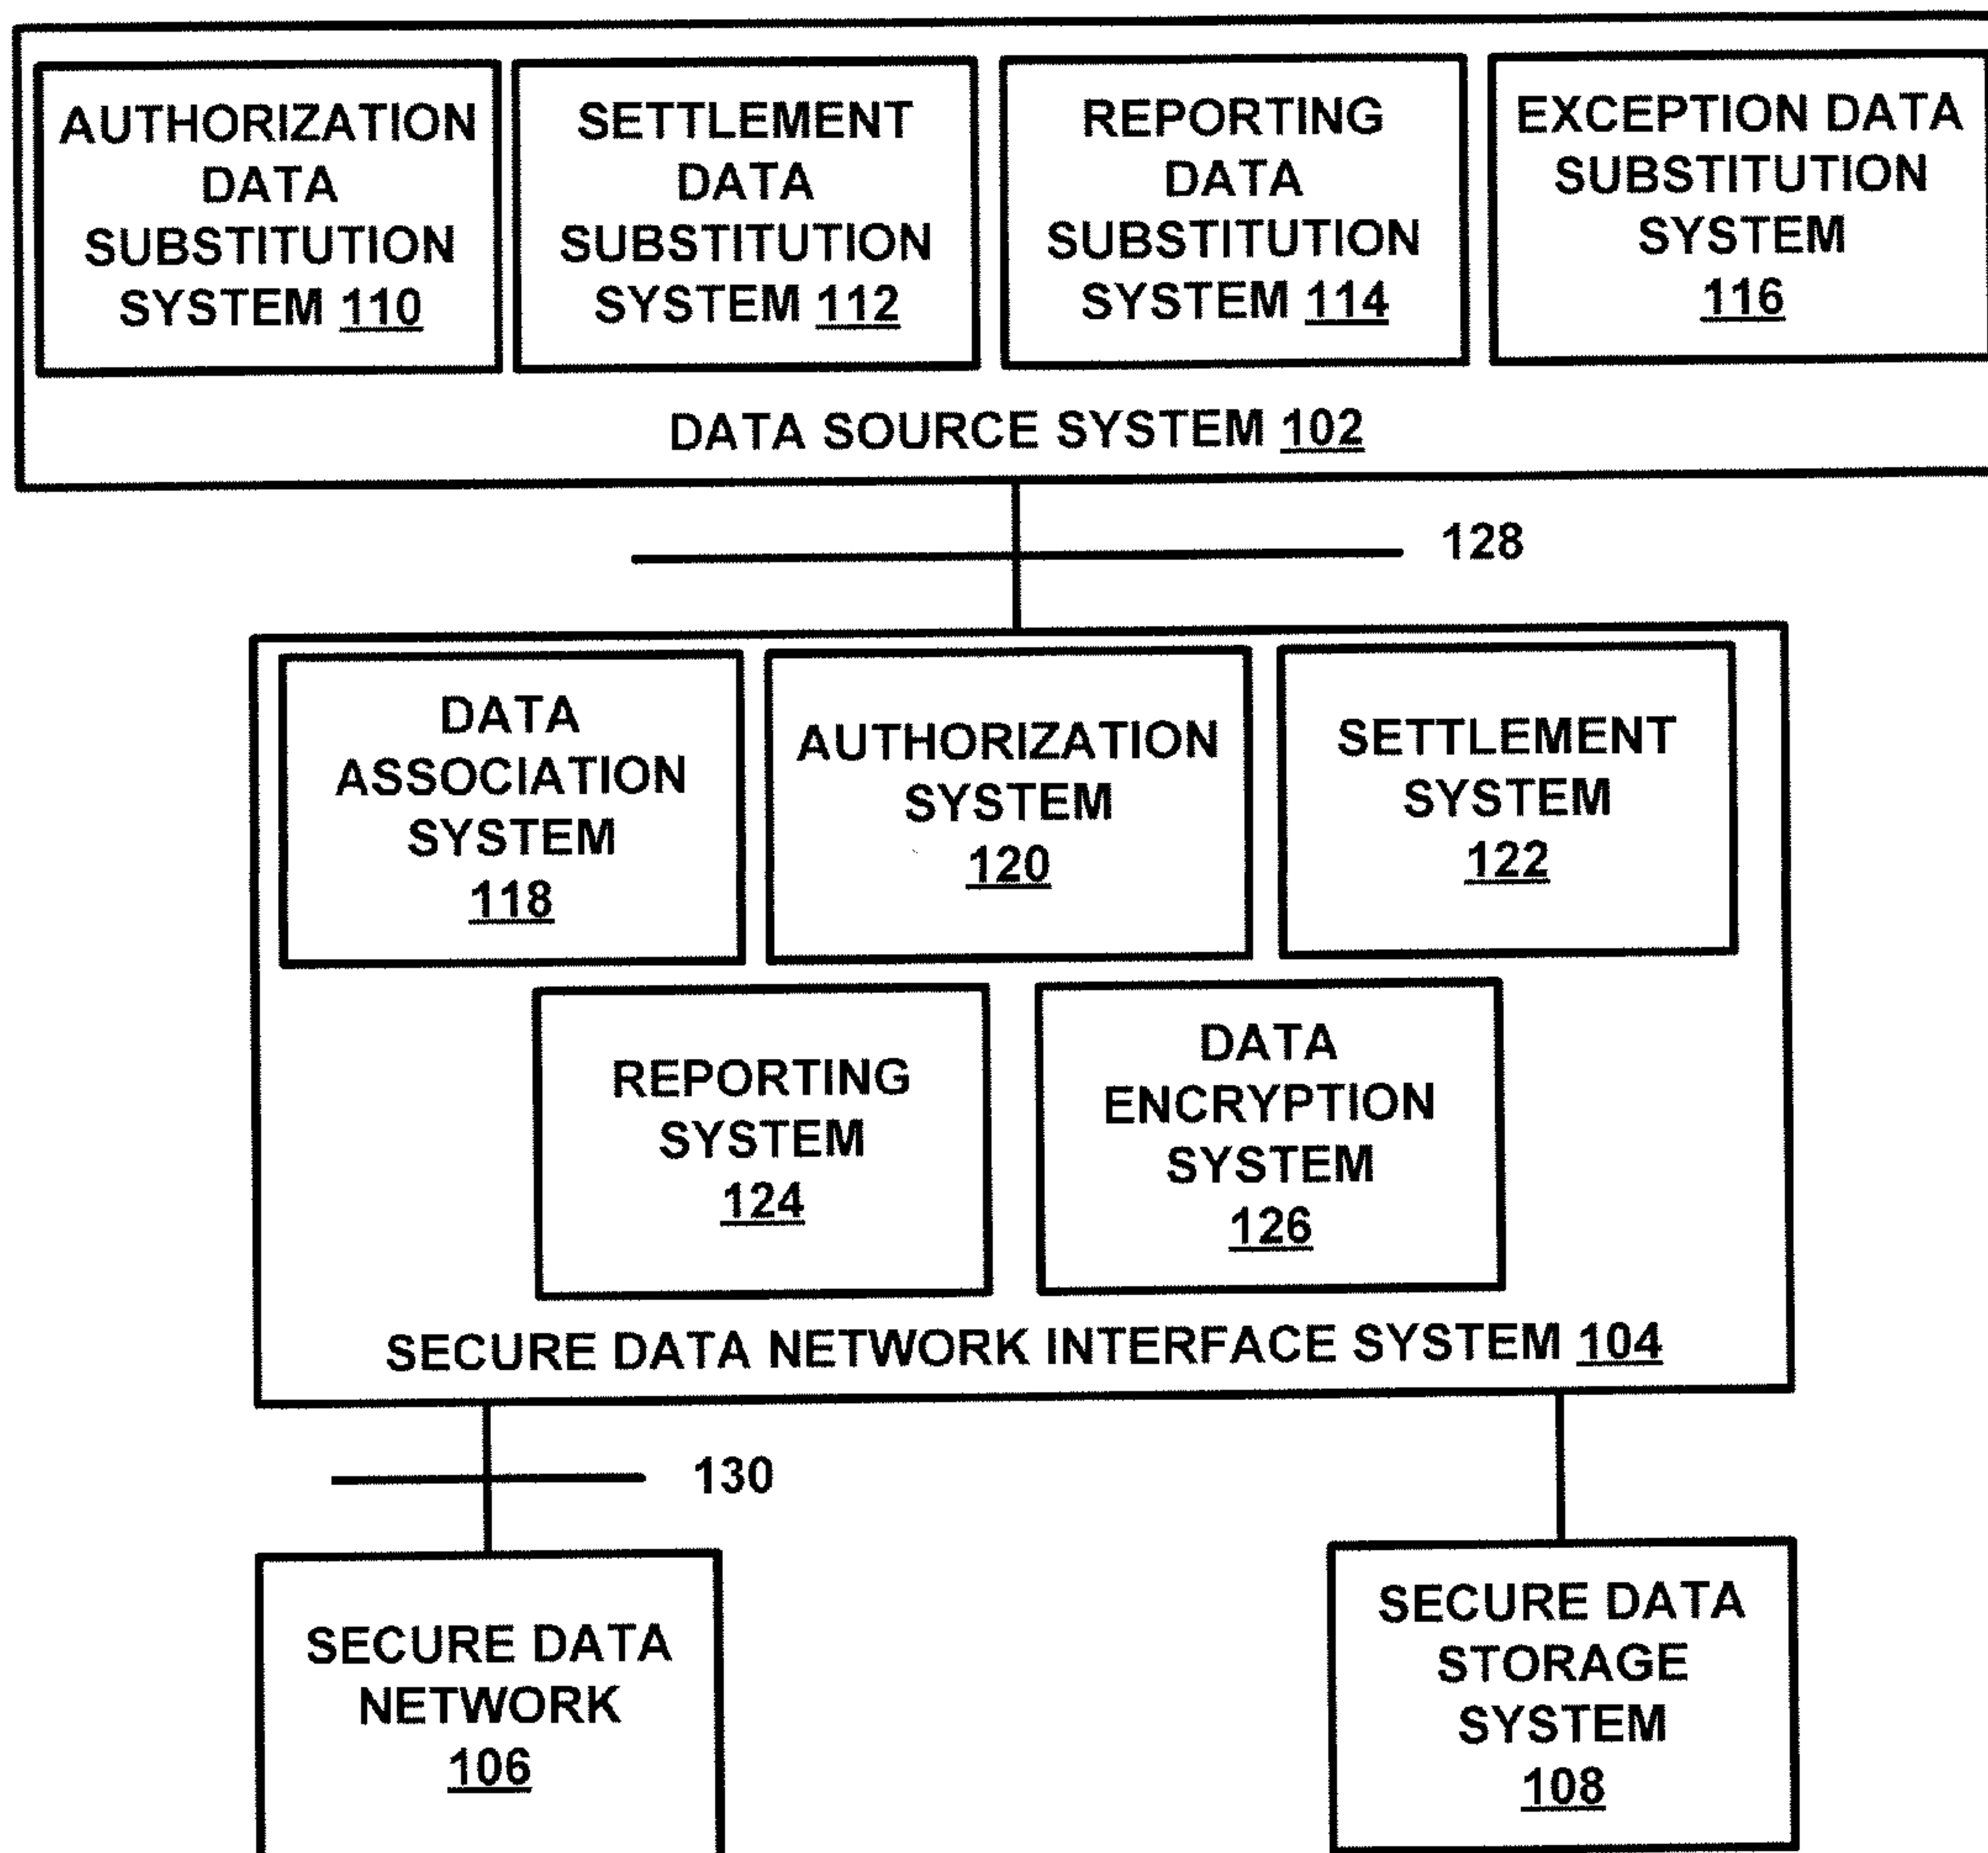 AUTHORIZATION
DATA
SUBSTITUTION
SYSTEM 110
SETTLEMENT
DATA
SUBSTITUTION
SYSTEM 112
REPORTING
DATA
SUBSTITUTION
SYSTEM 114
EXCEPTION DATA
SUBSTITUTION
SYSTEM
116
DATA SOURCE SYSTEM 102
128
DATA
ASSOCIATION
SYSTEM
118
AUTHORIZATION
SYSTEM
120
SETTLEMENT
SYSTEM
122
REPORTING
SYSTEM
124
DATA
ENCRYPTION
SYSTEM
126
SECURE DATA NETWORK INTERFACE SYSTEM 104
130
SECURE DATA
NETWORK
106
SECURE DATA
STORAGE
SYSTEM
108